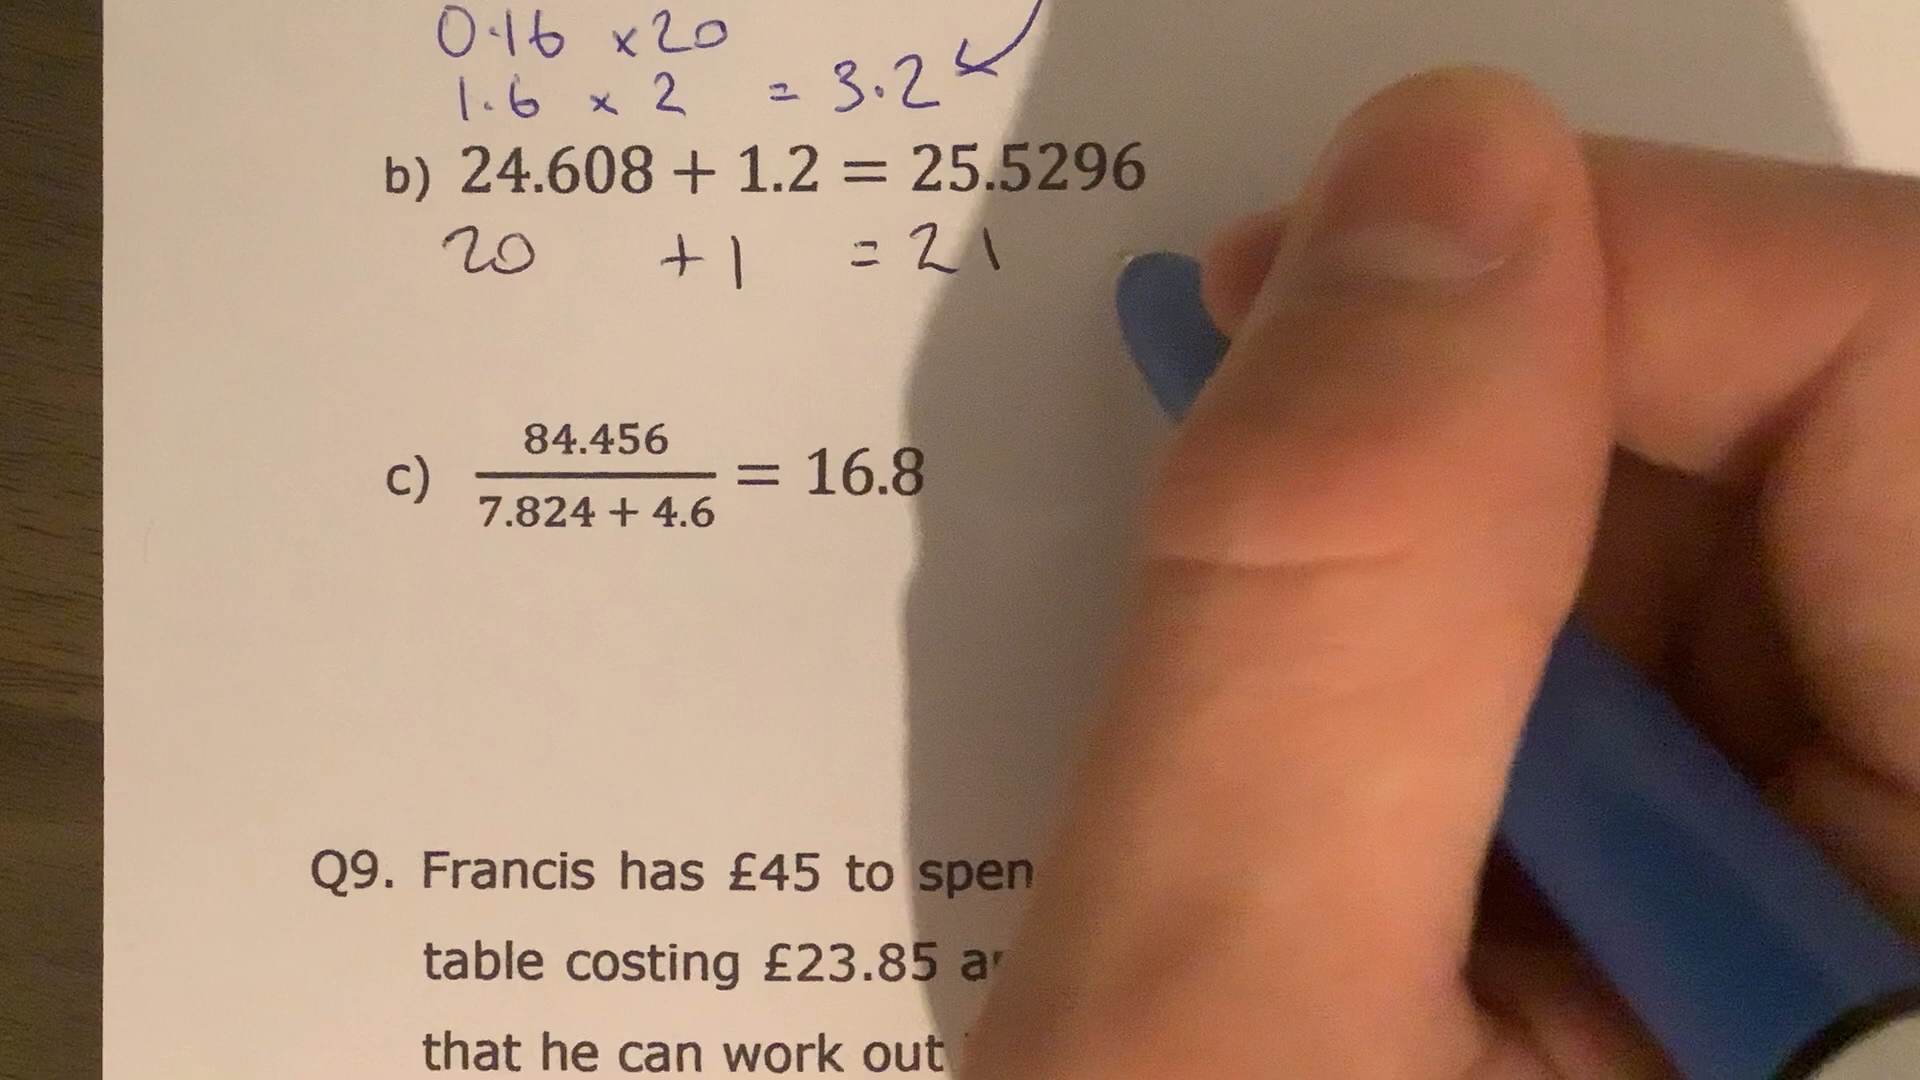 0.16 × 20
1.6 × 2 = 3.2
b) 24.608 + 1.2 = 25.5296
20 + 1 = 21
84.456
c) ――― = 16.8
7.824 + 4.6
Q9. Francis has £45 to spen
table costing £23.85 a
that he can work out